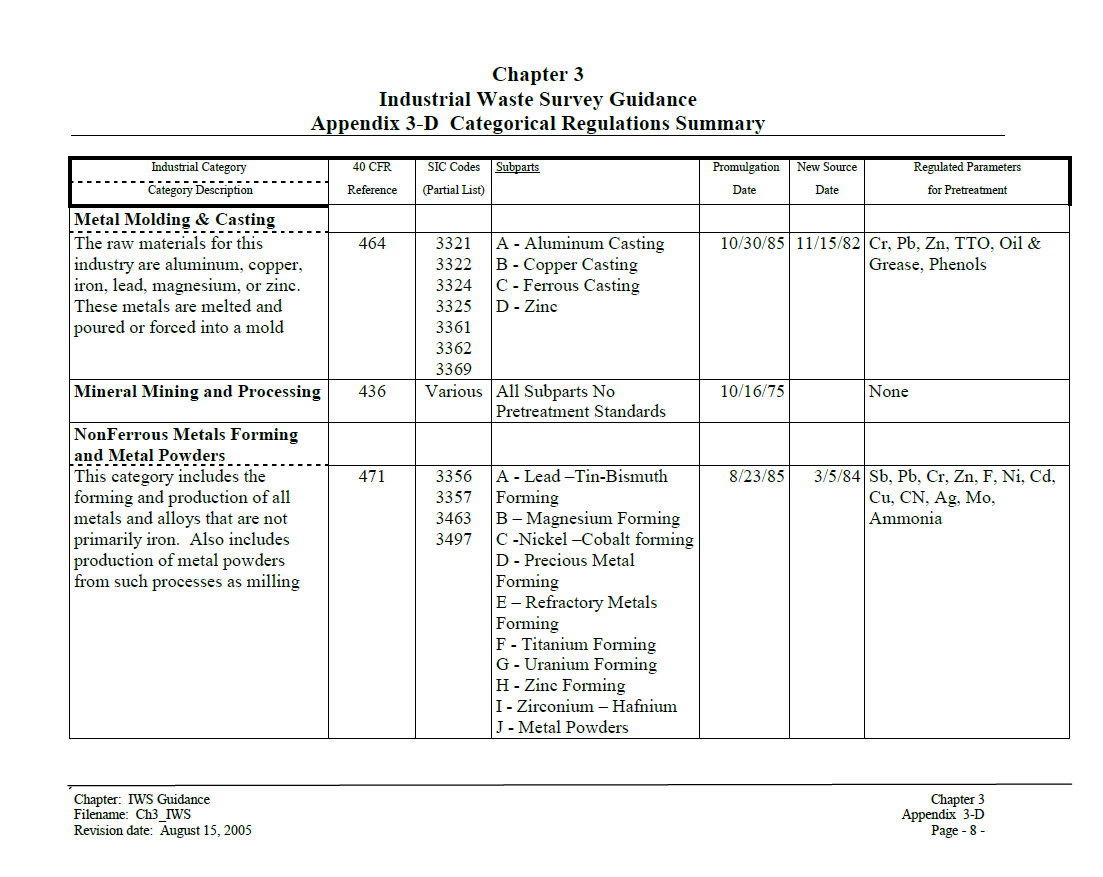 Chapter 3
Industrial Waste Survey Guidance
Appendix 3-D  Categorical Regulations Summary
Industrial Category
Category Description
40 CFR
Reference
SIC Codes
(Partial List)
Subparts
Promulgation
Date
New Source
Date
Regulated Parameters
for Pretreatment
Metal Molding & Casting
The raw materials for this
industry are aluminum, copper,
iron, lead, magnesium, or zinc.
These metals are melted and
poured or forced into a mold
464
3321
3322
3324
3325
3361
3362
3369
A - Aluminum Casting
B - Copper Casting
C - Ferrous Casting
D - Zinc
10/30/85
11/15/82
Cr, Pb, Zn, TTO, Oil &
Grease, Phenols
Mineral Mining and Processing
436
Various
All Subparts No
Pretreatment Standards
10/16/75
None
NonFerrous Metals Forming
and Metal Powders
This category includes the
forming and production of all
metals and alloys that are not
primarily iron.  Also includes
production of metal powders
from such processes as milling
471
3356
3357
3463
3497
A - Lead –Tin-Bismuth
Forming
B – Magnesium Forming
C -Nickel –Cobalt forming
D - Precious Metal
Forming
E – Refractory Metals
Forming
F - Titanium Forming
G - Uranium Forming
H - Zinc Forming
I - Zirconium – Hafnium
J - Metal Powders
8/23/85
3/5/84
Sb, Pb, Cr, Zn, F, Ni, Cd,
Cu, CN, Ag, Mo,
Ammonia
Chapter:  IWS Guidance
Filename:  Ch3_IWS
Revision date:  August 15, 2005
Chapter 3
Appendix  3-D
Page - 8 -